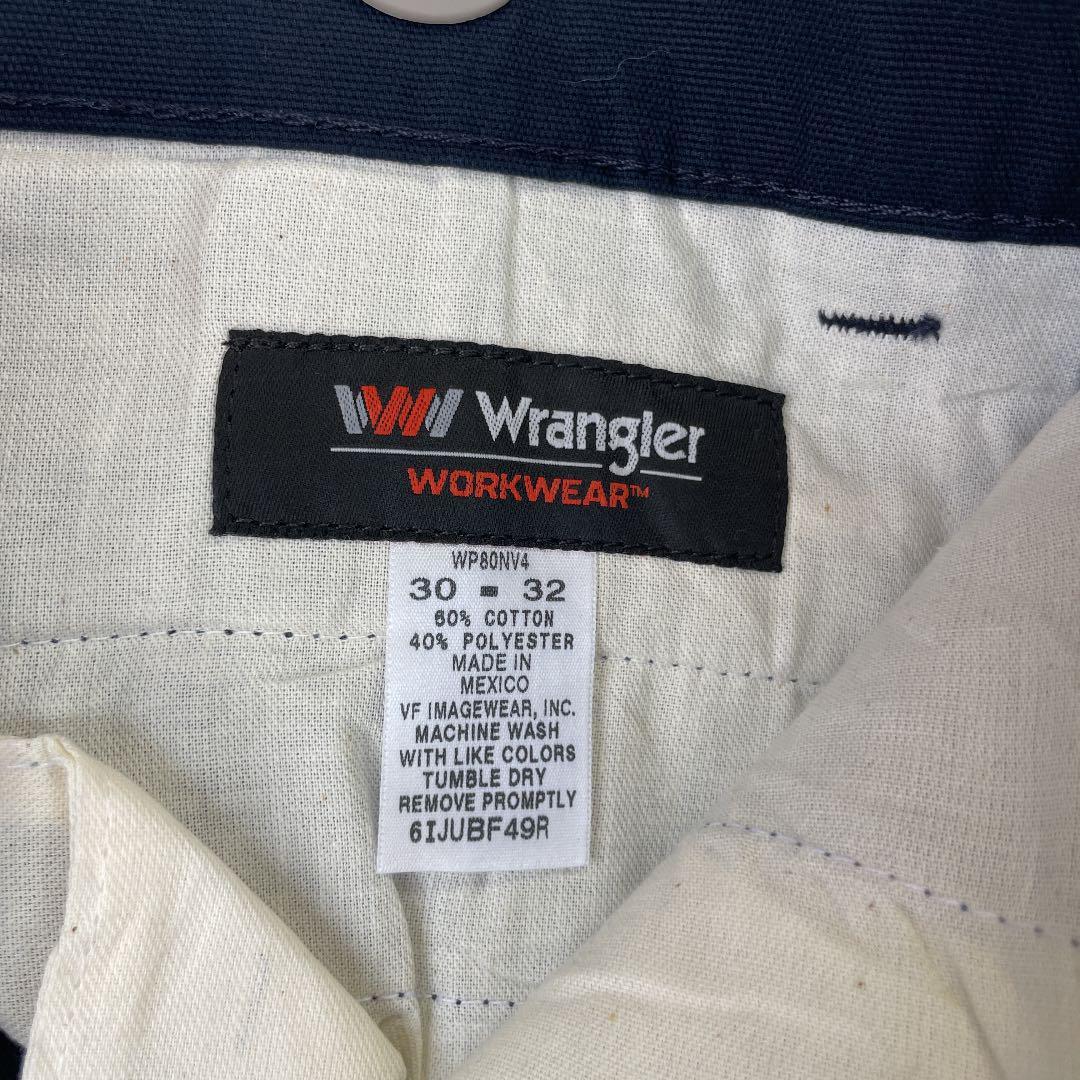 Wrangler
WORKWEAR™
WP80NV4
30 - 32
60% COTTON
40% POLYESTER
MADE IN
MEXICO
VF IMAGEWEAR, INC.
MACHINE WASH
WITH LIKE COLORS
TUMBLE DRY
REMOVE PROMPTLY
6IJUBF49R